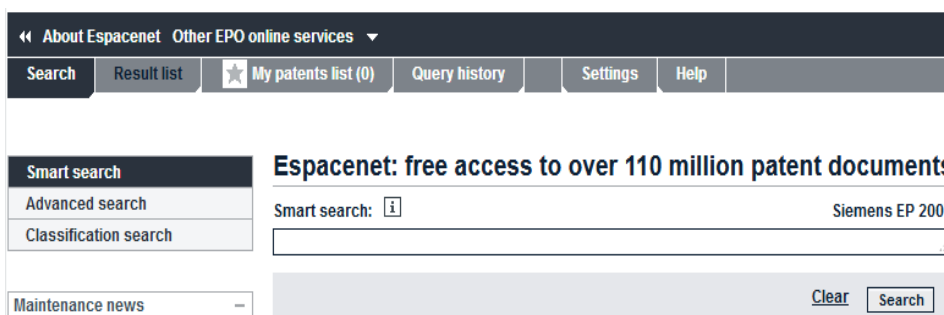 About Espacenet Other EPO online services
Search Result list My patents list (0) Query history Settings Help
Smart search
Advanced search
Classification search
Maintenance news
Espacenet: free access to over 110 million patent documents
Smart search: i
Siemens EP 200
Clear Search